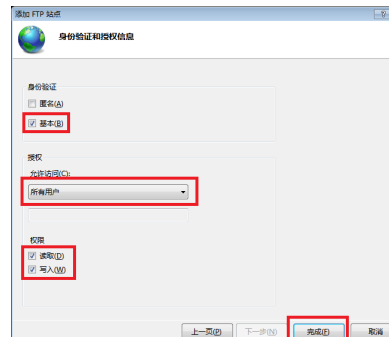 添加 FTP 站点
身份验证和授权信息
身份验证
匿名(A)
基本(B)
授权
允许访问(C):
所有用户
权限
读取(D)
写入(W)
上一页(P) 下一步(N) 完成(F) 取消